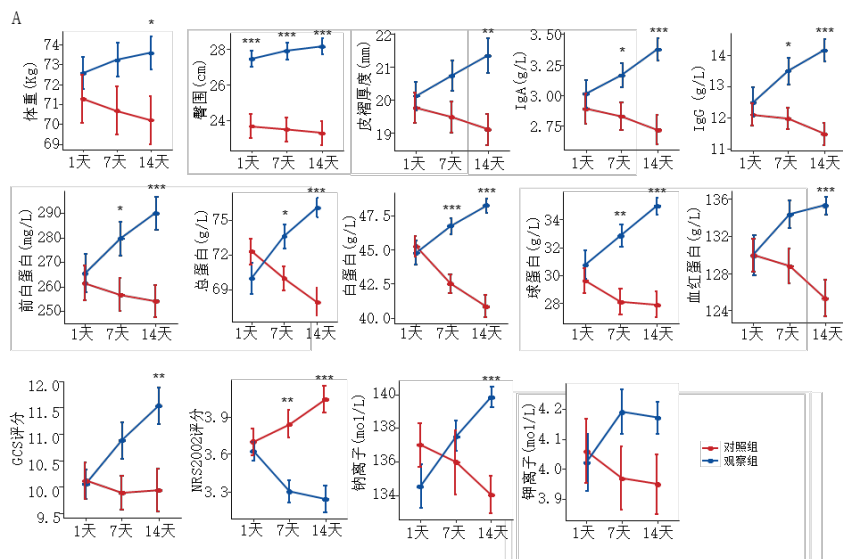 A
体重(Kg)
74
73
72
71
70
69
*
1天 7天 14天
臀围(cm)
28
26
24
*** *** ***
1天 7天 14天
皮褶厚度(mm)
22
21
20
19
**
1天 7天 14天
IgA(g/L)
3.50
3.25
3.00
2.75
* ***
1天 7天 14天
IgG (g/L)
14
13
12
11
* ***
1天 7天 14天
前白蛋白(mg/L)
290
280
270
260
250
* ***
1天 7天 14天
总蛋白(g/L)
75
72
69
* ***
1天 7天 14天
白蛋白(g/L)
47.5
45.0
42.5
40.0
*** ***
1天 7天 14天
球蛋白(g/L)
34
32
30
28
** ***
1天 7天 14天
血红蛋白(g/L)
136
132
129
124
***
1天 7天 14天
GCS评分
12.0
11.5
11.0
10.5
10.0
9.5
**
1天 7天 14天
NRS2002评分
3.9
3.6
3.3
** ***
1天 7天 14天
钠离子(mol/L)
140
138
136
134
***
1天 7天 14天
钾离子(mol/L)
4.2
4.1
4.0
3.9
1天 7天 14天
对照组
观察组